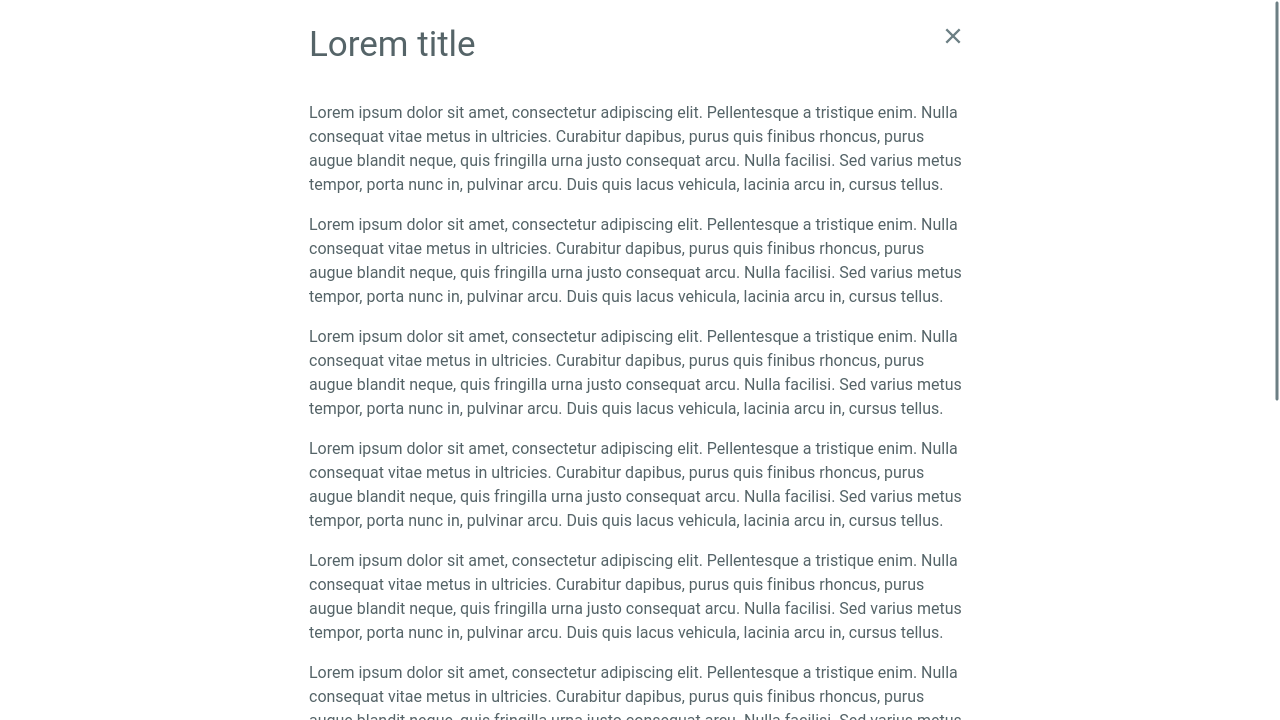 Lorem title
Lorem ipsum dolor sit amet, consectetur adipiscing elit. Pellentesque a tristique enim. Nulla
consequat vitae metus in ultricies. Curabitur dapibus, purus quis finibus rhoncus, purus
augue blandit neque, quis fringilla urna justo consequat arcu. Nulla facilisi. Sed varius metus
tempor, porta nunc in, pulvinar arcu. Duis quis lacus vehicula, lacinia arcu in, cursus tellus.
Lorem ipsum dolor sit amet, consectetur adipiscing elit. Pellentesque a tristique enim. Nulla
consequat vitae metus in ultricies. Curabitur dapibus, purus quis finibus rhoncus, purus
augue blandit neque, quis fringilla urna justo consequat arcu. Nulla facilisi. Sed varius metus
tempor, porta nunc in, pulvinar arcu. Duis quis lacus vehicula, lacinia arcu in, cursus tellus.
Lorem ipsum dolor sit amet, consectetur adipiscing elit. Pellentesque a tristique enim. Nulla
consequat vitae metus in ultricies. Curabitur dapibus, purus quis finibus rhoncus, purus
augue blandit neque, quis fringilla urna justo consequat arcu. Nulla facilisi. Sed varius metus
tempor, porta nunc in, pulvinar arcu. Duis quis lacus vehicula, lacinia arcu in, cursus tellus.
Lorem ipsum dolor sit amet, consectetur adipiscing elit. Pellentesque a tristique enim. Nulla
consequat vitae metus in ultricies. Curabitur dapibus, purus quis finibus rhoncus, purus
augue blandit neque, quis fringilla urna justo consequat arcu. Nulla facilisi. Sed varius metus
tempor, porta nunc in, pulvinar arcu. Duis quis lacus vehicula, lacinia arcu in, cursus tellus.
Lorem ipsum dolor sit amet, consectetur adipiscing elit. Pellentesque a tristique enim. Nulla
consequat vitae metus in ultricies. Curabitur dapibus, purus quis finibus rhoncus, purus
augue blandit neque, quis fringilla urna justo consequat arcu. Nulla facilisi. Sed varius metus
tempor, porta nunc in, pulvinar arcu. Duis quis lacus vehicula, lacinia arcu in, cursus tellus.
Lorem ipsum dolor sit amet, consectetur adipiscing elit. Pellentesque a tristique enim. Nulla
consequat vitae metus in ultricies. Curabitur dapibus, purus quis finibus rhoncus, purus